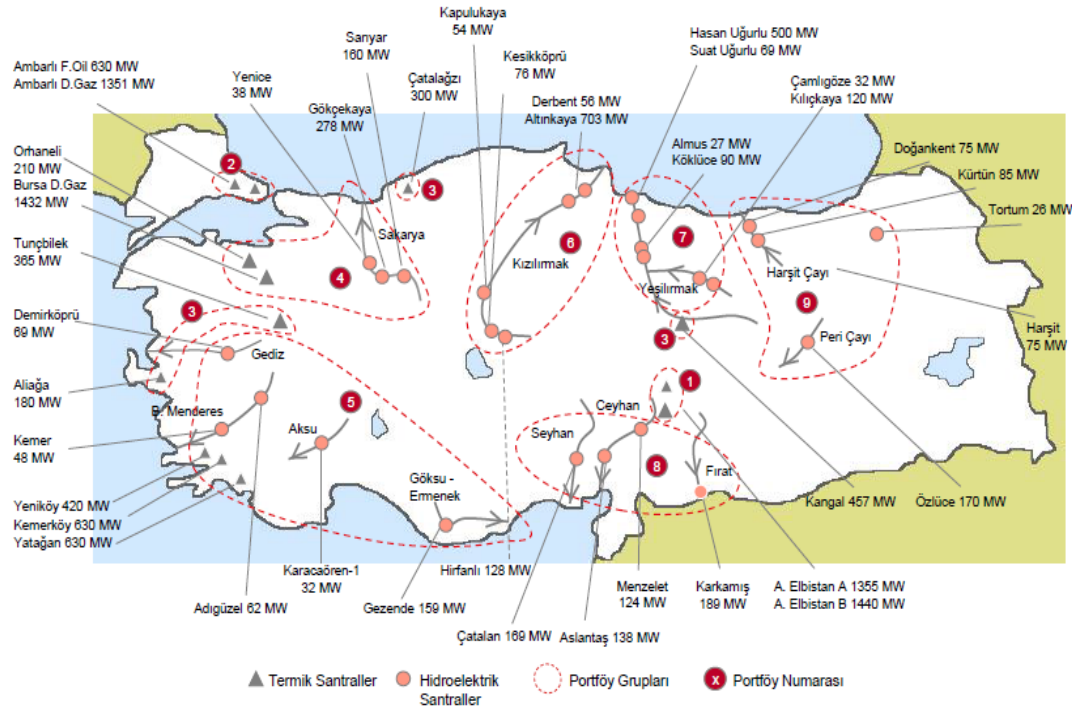 Kapulukaya
54 MW
Sarıyar
160 MW
Kesikköprü
76 MW
Hasan Uğurlu 500 MW
Suat Uğurlu 69 MW
Ambarlı F.Oil 630 MW
Ambarlı D.Gaz 1351 MW
Yenice
38 MW
Çatalağzı
300 MW
Gökçekaya
278 MW
Derbent 56 MW
Altınkaya 703 MW
Çamlıgöze 32 MW
Kılıçkaya 120 MW
Almus 27 MW
Köklüce 90 MW
Doğankent 75 MW
Kürtün 85 MW
Tortum 26 MW
Orhaneli
210 MW
Bursa D.Gaz
1432 MW
Tunçbilek
365 MW
Demirköprü
69 MW
Aliağa
180 MW
Kemer
48 MW
Yeniköy 420 MW
Kemerköy 630 MW
Yatağan 630 MW
2
3
Sakarya
4
6
Kızılırmak
7
Yeşilırmak
Harşit Çayı
9
Harşit
75 MW
3
3
Peri Çayı
Gediz
1
B. Menderes
5
Aksu
Ceyhan
Seyhan
8
Fırat
Göksu -
Ermenek
Kangal 457 MW
Özlüce 170 MW
Karacaören-1
32 MW
Hirfanlı 128 MW
Adıgüzel 62 MW
Gezende 159 MW
Menzelet
124 MW
Karkamış
189 MW
A. Elbistan A 1355 MW
A. Elbistan B 1440 MW
Çatalan 169 MW
Aslantaş 138 MW
Termik Santraller
Hidroelektrik
Santraller
Portföy Grupları
x
Portföy Numarası